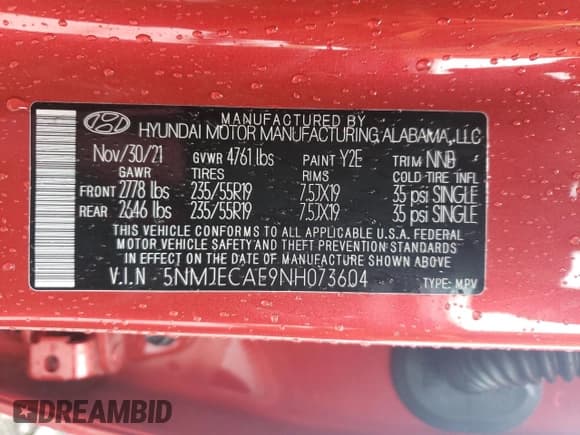 MANUFACTURED BY
HYUNDAI MOTOR MANUFACTURING ALABAMA, LLC
Nov/30/21 GVWR 4761 lbs PAINT Y2E TRIM NNB
GAWR TIRES RIMS COLD TIRE INFL
FRONT 2778 lbs 235/55R19 7.5JX19 35 psi SINGLE
REAR 2646 lbs 235/55R19 7.5JX19 35 psi SINGLE
THIS VEHICLE CONFORMS TO ALL APPLICABLE U.S.A. FEDERAL
MOTOR VEHICLE SAFETY AND THEFT PREVENTION STANDARDS
IN EFFECT ON THE DATE OF MANUFACTURE SHOWN ABOVE
V.I.N 5NMJECAE9NH073604 TYPE: MPV
DREAMBID